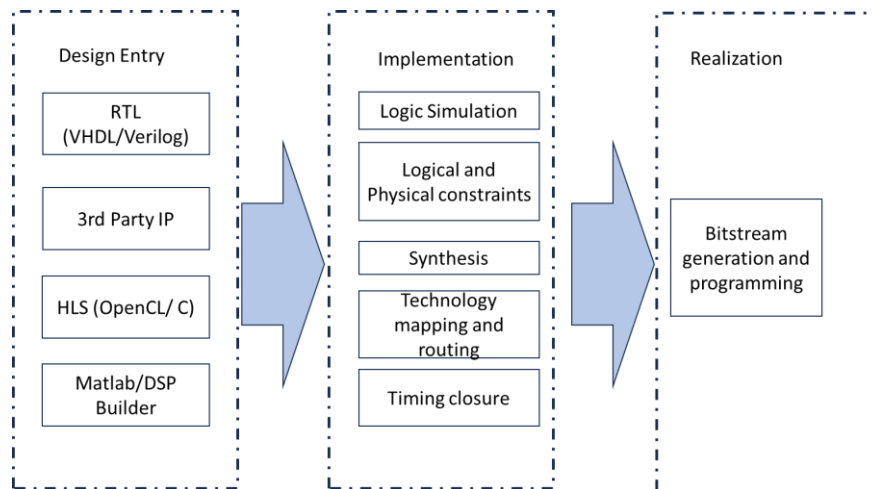 Design Entry
RTL
(VHDL/Verilog)
3rd Party IP
HLS (OpenCL/ C)
Matlab/DSP
Builder
Implementation
Logic Simulation
Logical and
Physical constraints
Synthesis
Technology
mapping and
routing
Timing closure
Realization
Bitstream
generation and
programming